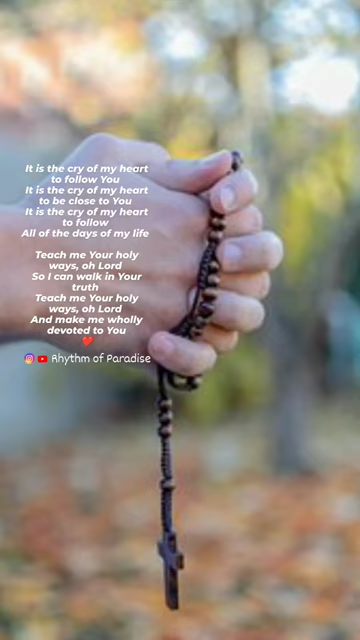 It is the cry of my heart
to follow You
It is the cry of my heart
to be close to You
It is the cry of my heart
to follow
All of the days of my life
Teach me Your holy
ways, oh Lord
So I can walk in Your
truth
Teach me Your holy
ways, oh Lord
And make me wholly
devoted to You
❤️
Rhythm of Paradise